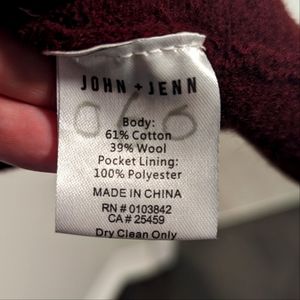 JOHN + JENN
Body:
61% Cotton
39% Wool
Pocket Lining:
100% Polyester
MADE IN CHINA
RN # 0103842
CA # 25459
Dry Clean Only